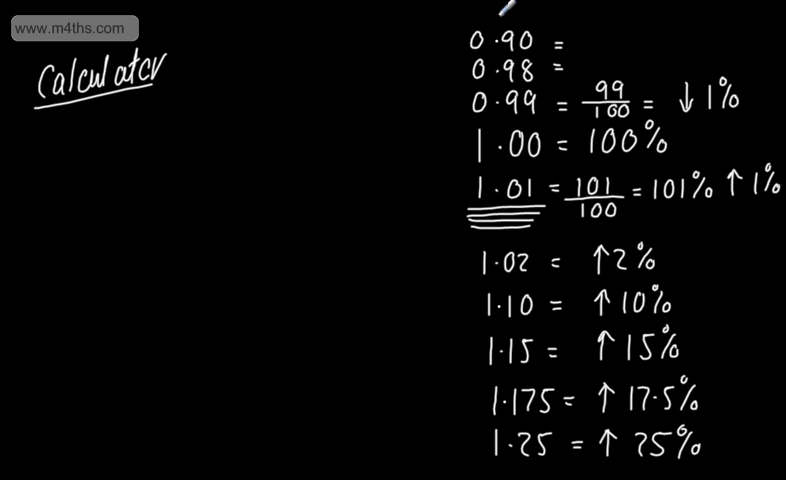 www.m4ths.com
Calculator
0.90 =
0.98 =
0.99 = 99/100 = ↓ 1%
1.00 = 100%
1.01 = 101/100 = 101% ↑ 1%
1.02 = ↑ 2%
1.10 = ↑ 10%
1.15 = ↑ 15%
1.175 = ↑ 17.5%
1.25 = ↑ 25%